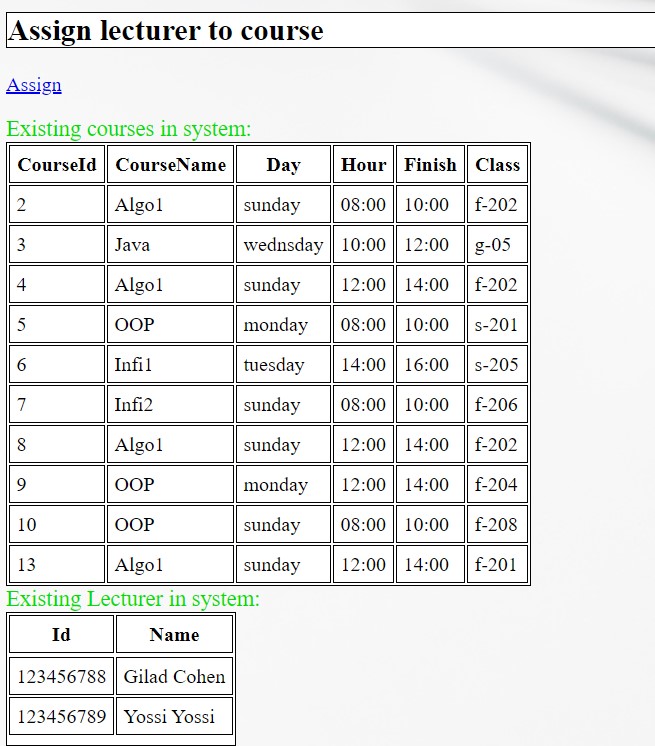 Assign lecturer to course
Assign
Existing courses in system:
CourseId CourseName Day Hour Finish Class
2 Algo1 sunday 08:00 10:00 f-202
3 Java wednsday 10:00 12:00 g-05
4 Algo1 sunday 12:00 14:00 f-202
5 OOP monday 08:00 10:00 s-201
6 Infi1 tuesday 14:00 16:00 s-205
7 Infi2 sunday 08:00 10:00 f-206
8 Algo1 sunday 12:00 14:00 f-202
9 OOP monday 12:00 14:00 f-204
10 OOP sunday 08:00 10:00 f-208
13 Algo1 sunday 12:00 14:00 f-201
Existing Lecturer in system:
Id Name
123456788 Gilad Cohen
123456789 Yossi Yossi